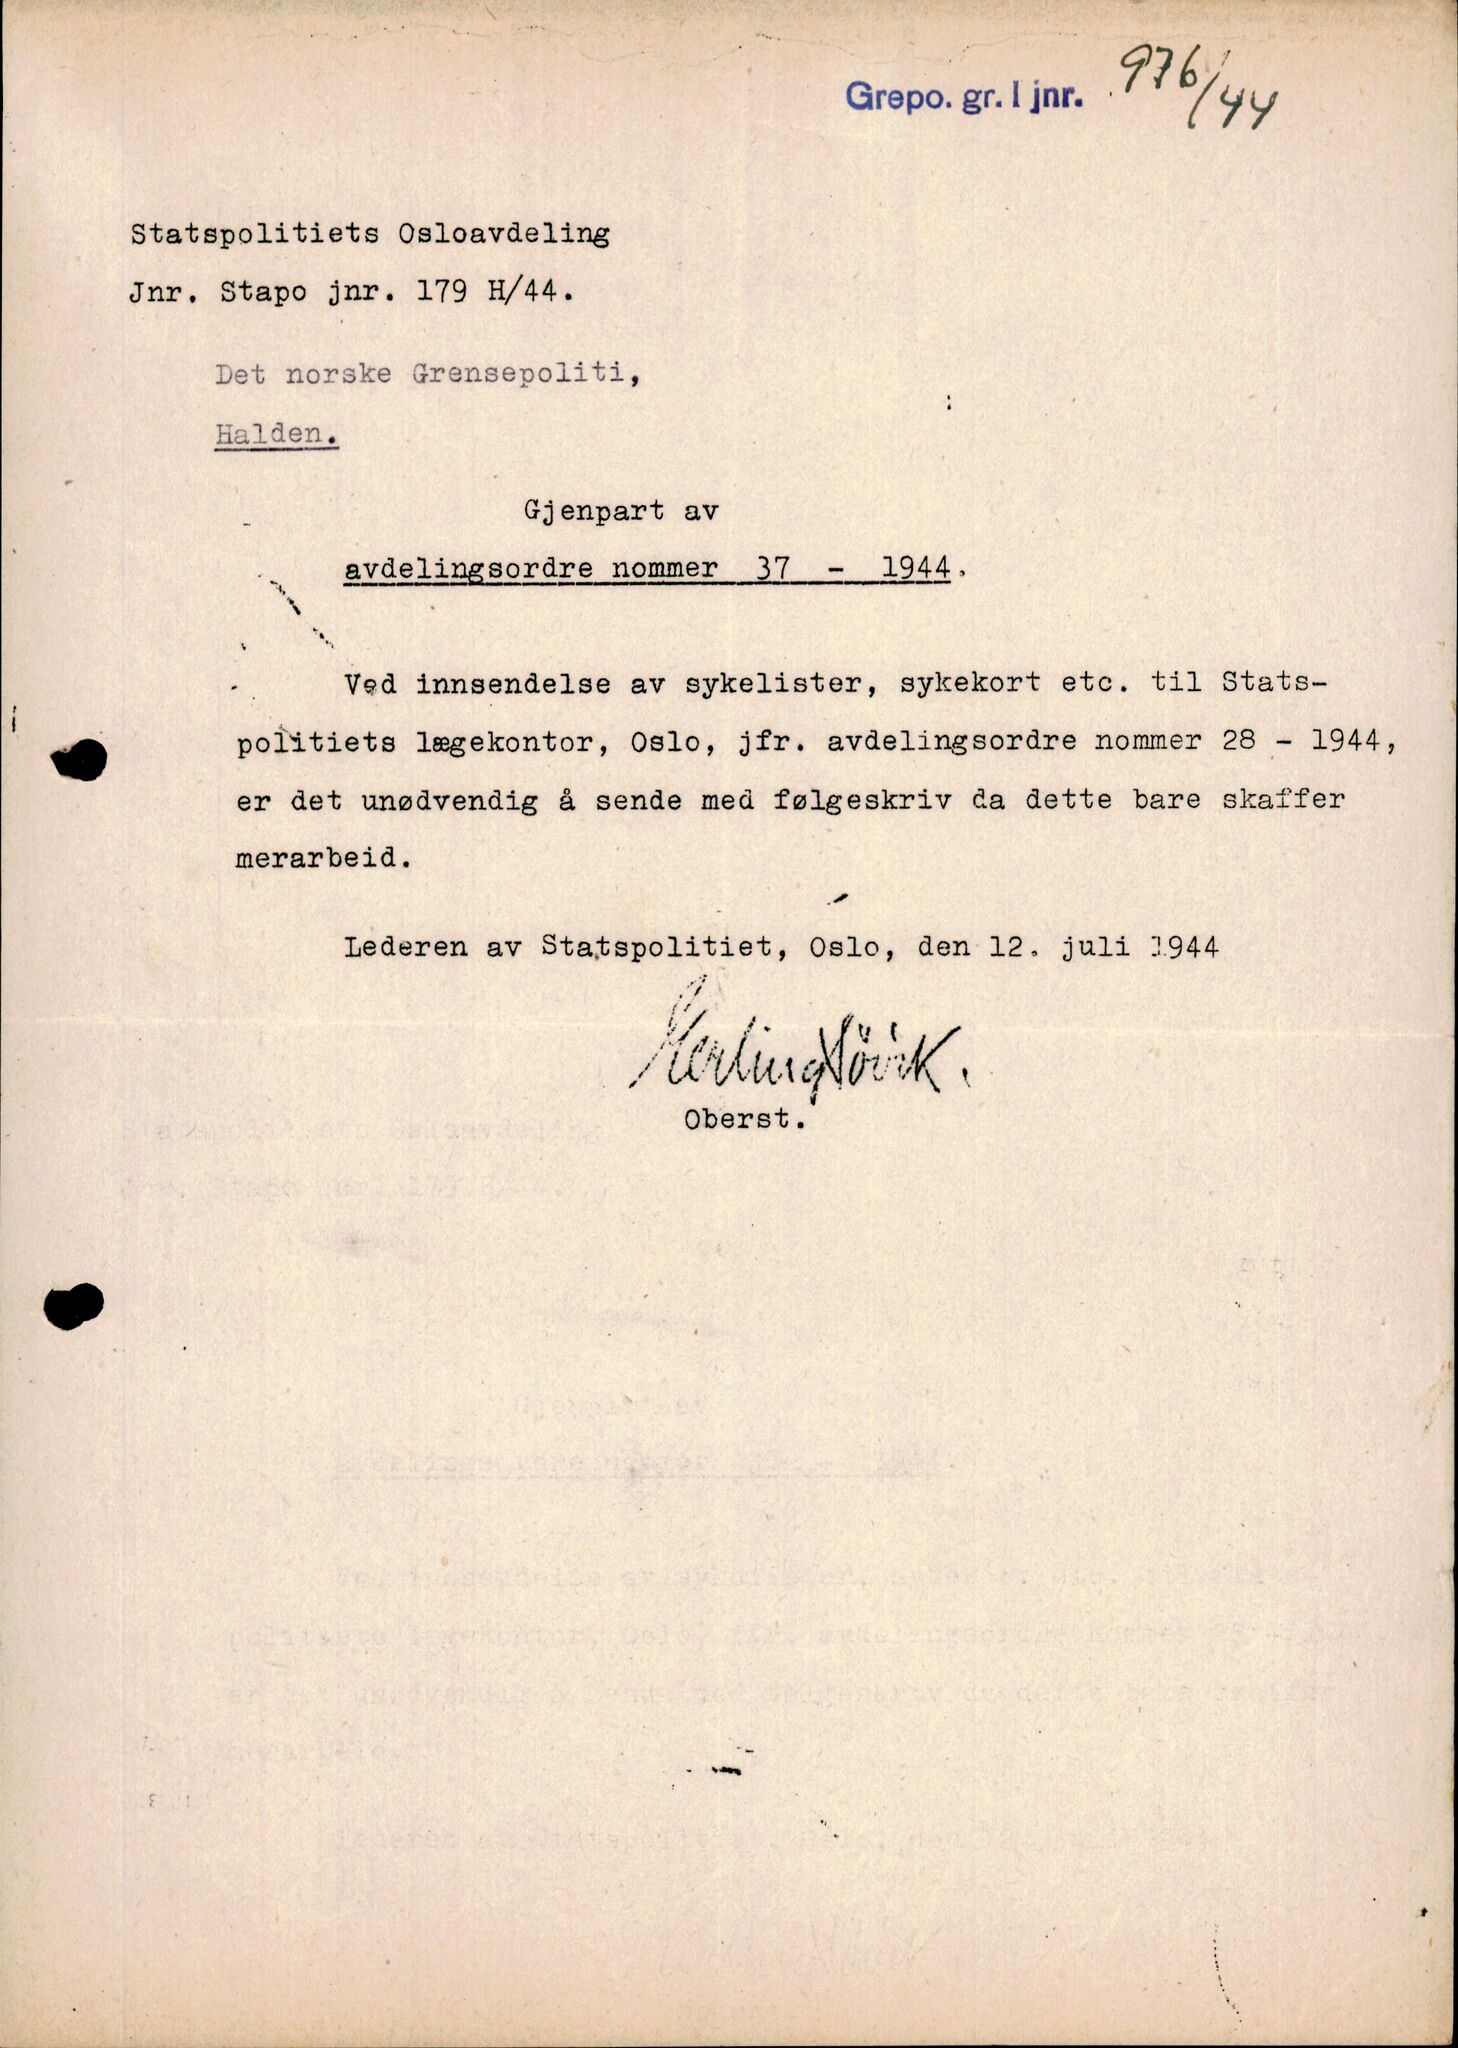 Grepo. gr. I jnr. 976/44
Statspolitiets Osloavdeling
Jnr. Stapo jnr. 179 H/44.
Det norske Grensepoliti,
Halden.
Gjenpart av
avdelingsordre nommer 37 - 1944.
Ved innsendelse av sykelister, sykekort etc. til Stats-
politiets lægekontor, Oslo, jfr. avdelingsordre nommer 28 - 1944,
er det unødvendig å sende med følgeskriv da dette bare skaffer
merarbeid.
Lederen av Statspolitiet, Oslo, den 12. juli 1944
Erling Sövik.
Oberst.